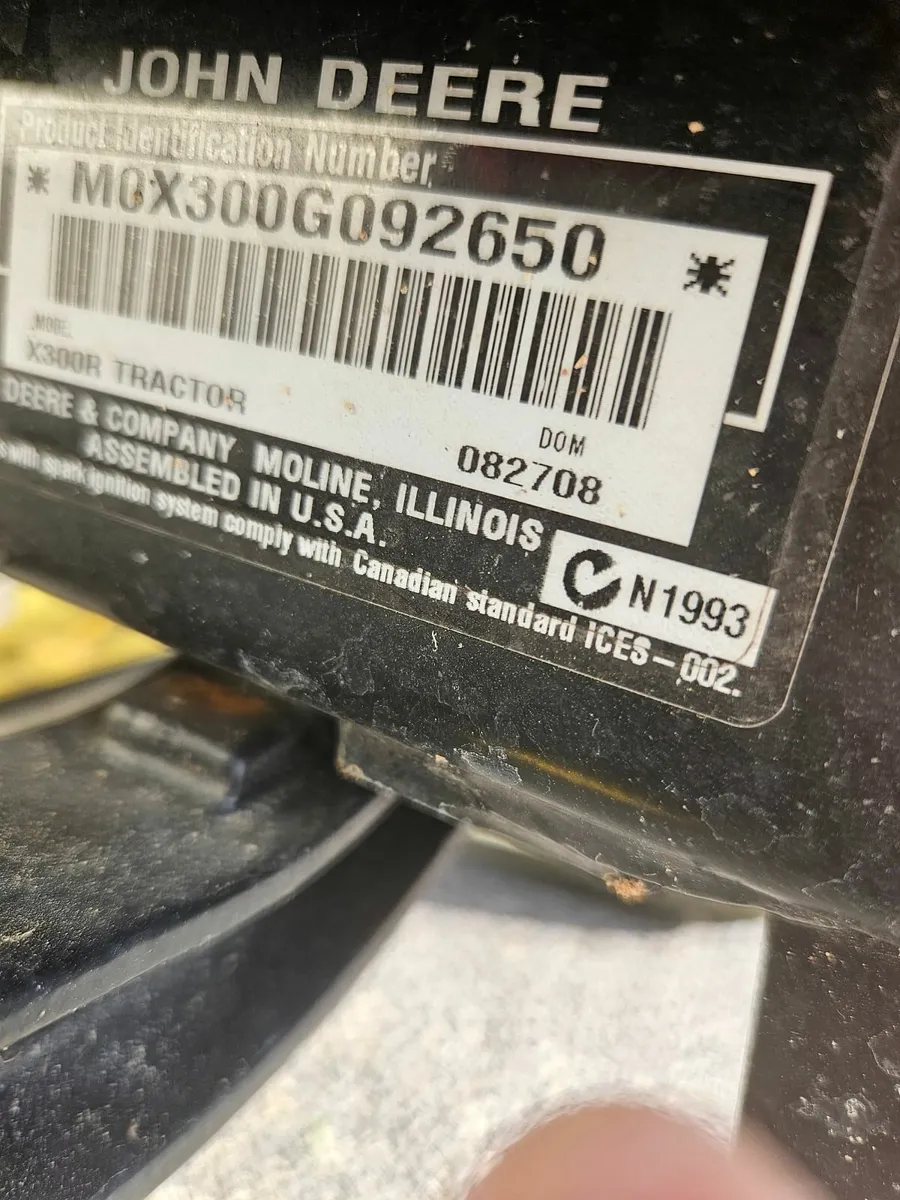 JOHN DEERE
Product Identification Number
* M0X300G092650 *
MODEL
X300R TRACTOR
DOM
082708
DEERE & COMPANY MOLINE, ILLINOIS
ASSEMBLED IN U.S.A.
with spark ignition system comply with Canadian standard ICES-002.
N1993